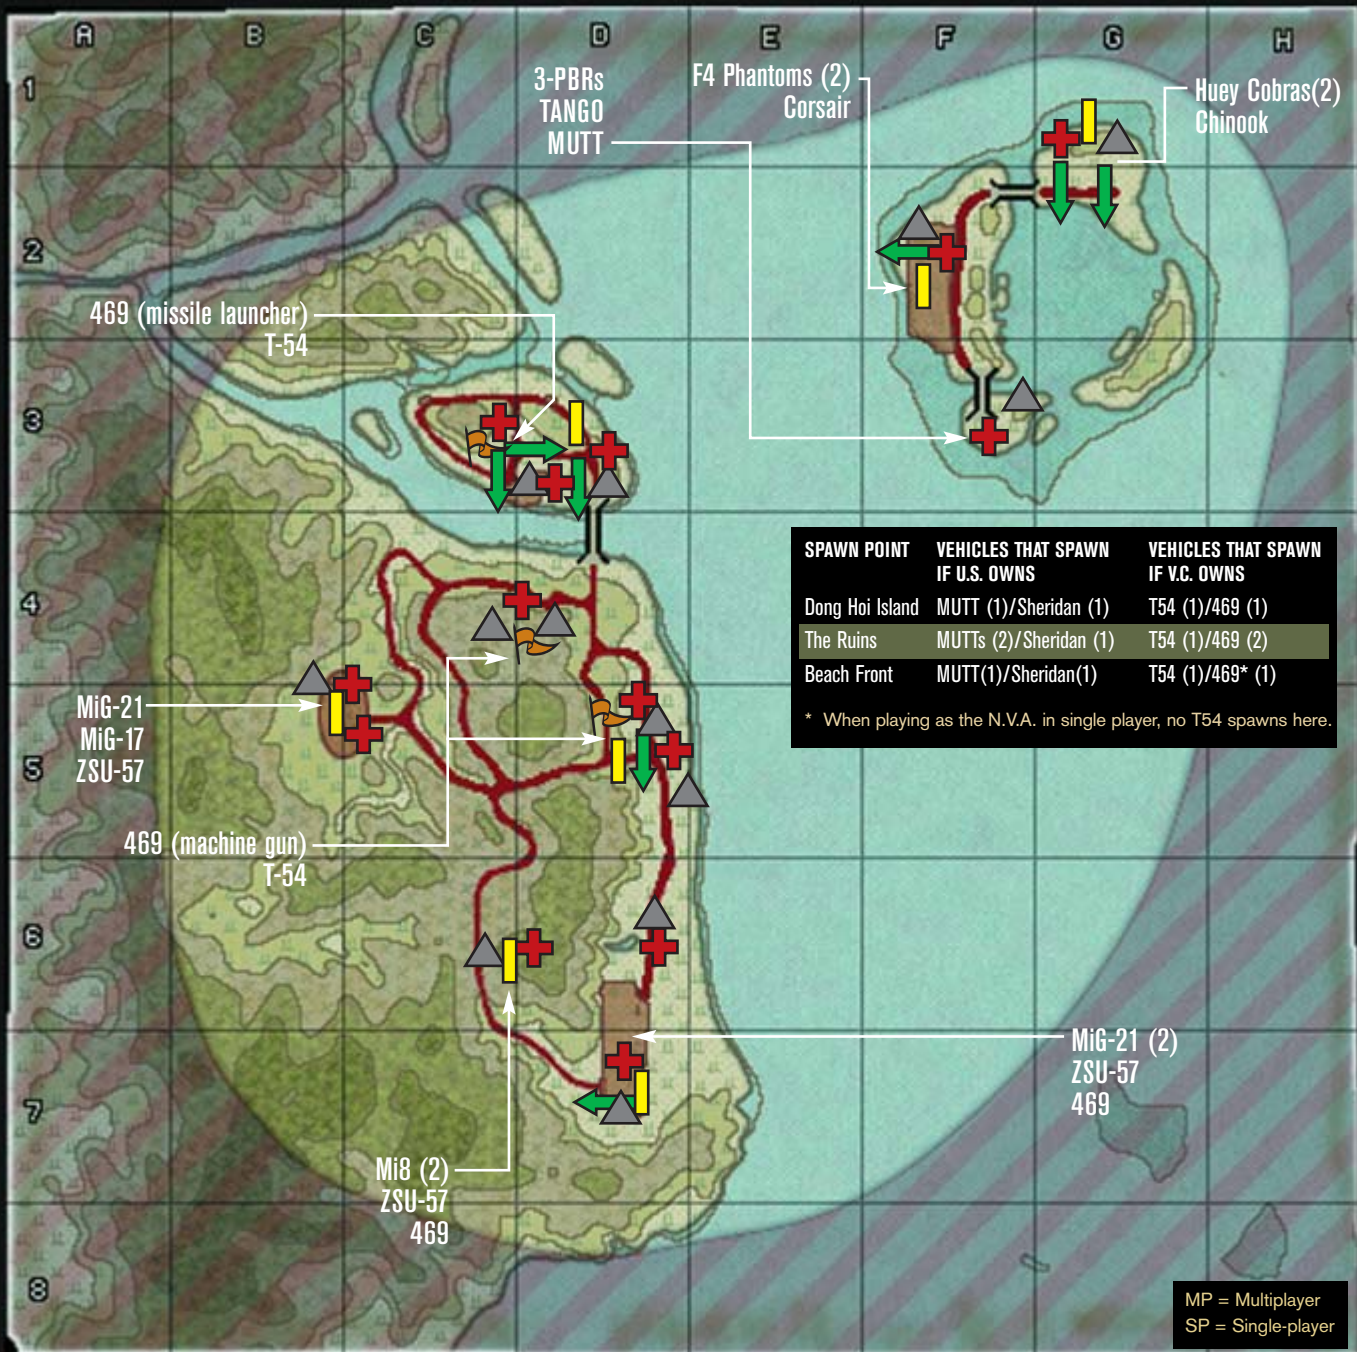 A B C D E F G H
1
2
3
4
5
6
7
8
3-PBRs
TANGO
MUTT
F4 Phantoms (2)
Corsair
Huey Cobras(2)
Chinook
469 (missile launcher)
T-54
SPAWN POINT VEHICLES THAT SPAWN IF U.S. OWNS VEHICLES THAT SPAWN IF V.C. OWNS
Dong Hoi Island MUTT (1)/Sheridan (1) T54 (1)/469 (1)
The Ruins MUTTs (2)/Sheridan (1) T54 (1)/469 (2)
Beach Front MUTT(1)/Sheridan(1) T54 (1)/469* (1)
* When playing as the N.V.A. in single player, no T54 spawns here.
MiG-21
MiG-17
ZSU-57
469 (machine gun)
T-54
MiG-21 (2)
ZSU-57
469
Mi8 (2)
ZSU-57
469
MP = Multiplayer
SP = Single-player